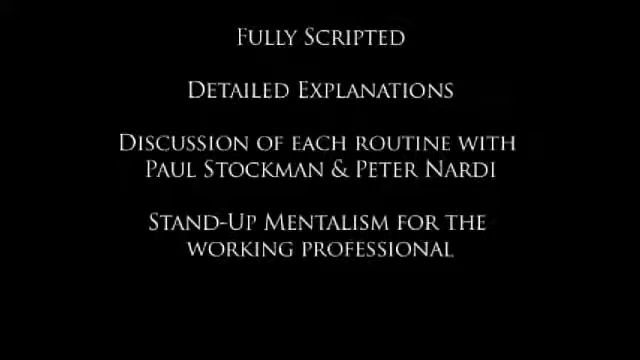 Fully Scripted
Detailed Explanations
Discussion of each routine with
Paul Stockman & Peter Nardi
Stand-Up Mentalism for the
working professional